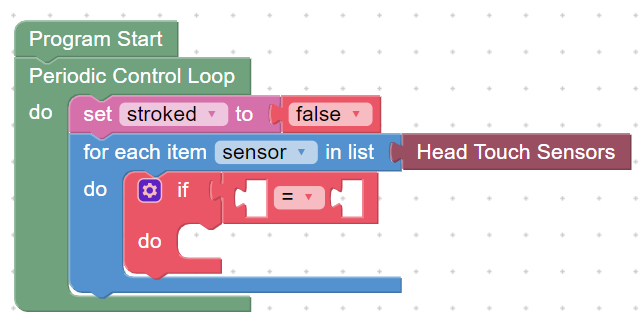 Program Start
Periodic Control Loop
do set stroked to false
for each item sensor in list Head Touch Sensors
do if =
do